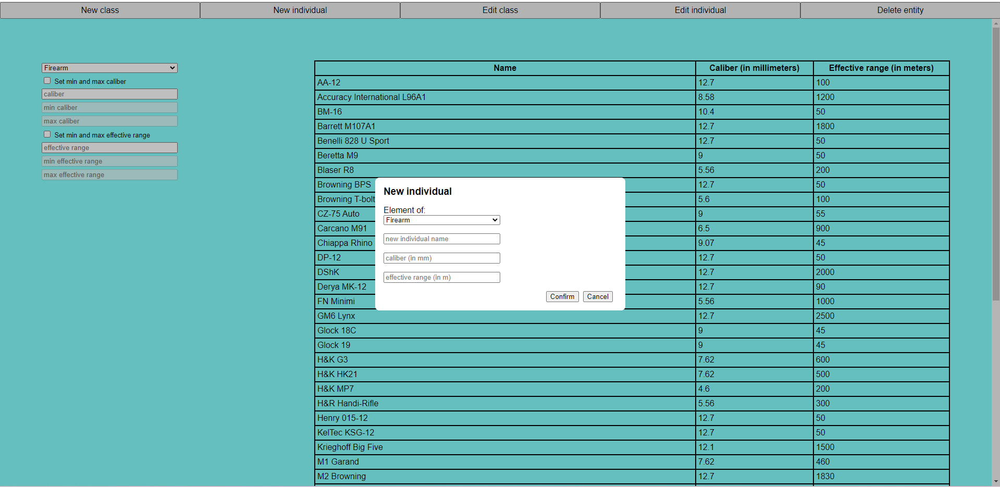 New class New individual Edit class Edit individual Delete entity
Firearm
Set min and max caliber
caliber
min caliber
max caliber
Set min and max effective range
effective range
min effective range
max effective range
Name Caliber (in millimeters) Effective range (in meters)
AA-12 12.7 100
Accuracy International L96A1 8.58 1200
BM-16 10.4 50
Barrett M107A1 12.7 1800
Benelli 828 U Sport 12.7 50
Beretta M9 9 50
Blaser R8 5.56 200
Browning BPS 12.7 50
Browning T-bolt 5.6 100
CZ-75 Auto 9 55
Carcano M91 6.5 900
Chiappa Rhino 9.07 45
DP-12 12.7 50
DShK 12.7 2000
Derya MK-12 12.7 90
FN Minimi 5.56 1000
GM6 Lynx 12.7 2500
Glock 18C 9 45
Glock 19 9 45
H&K G3 7.62 600
H&K HK21 7.62 500
H&K MP7 4.6 200
H&R Handi-Rifle 5.56 300
Henry 015-12 12.7 50
KelTec KSG-12 12.7 50
Krieghoff Big Five 12.1 1500
M1 Garand 7.62 460
M2 Browning 12.7 1830
New individual
Element of:
Firearm
new individual name
caliber (in mm)
effective range (in m)
Confirm Cancel